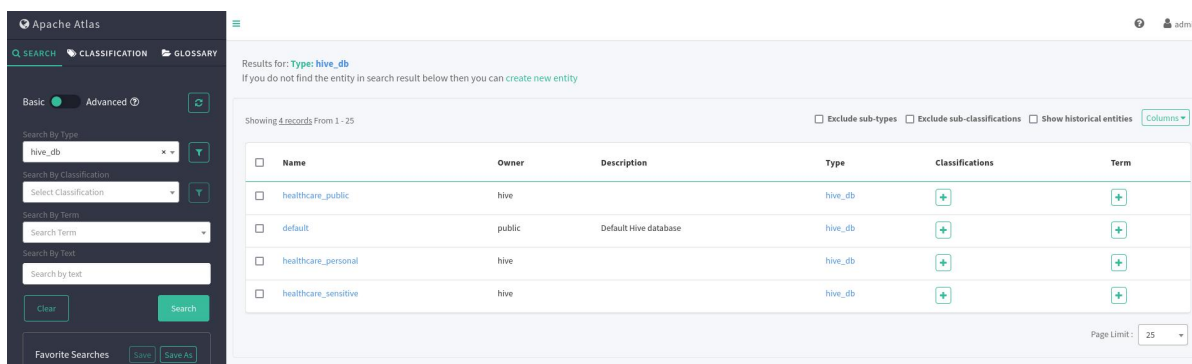 Apache Atlas
SEARCH CLASSIFICATION GLOSSARY
Basic Advanced
Search By Type
hive_db
Search By Classification
Select Classification
Search By Term
Search Term
Search By Text
Search by text
Clear Search
Favorite Searches Save Save As
admi
Results for: Type: hive_db
If you do not find the entity in search result below then you can create new entity
Showing 4 records From 1 - 25
Exclude sub-types Exclude sub-classifications Show historical entities Columns
Name Owner Description Type Classifications Term
healthcare_public hive hive_db
default public Default Hive database hive_db
healthcare_personal hive hive_db
healthcare_sensitive hive hive_db
Page Limit : 25